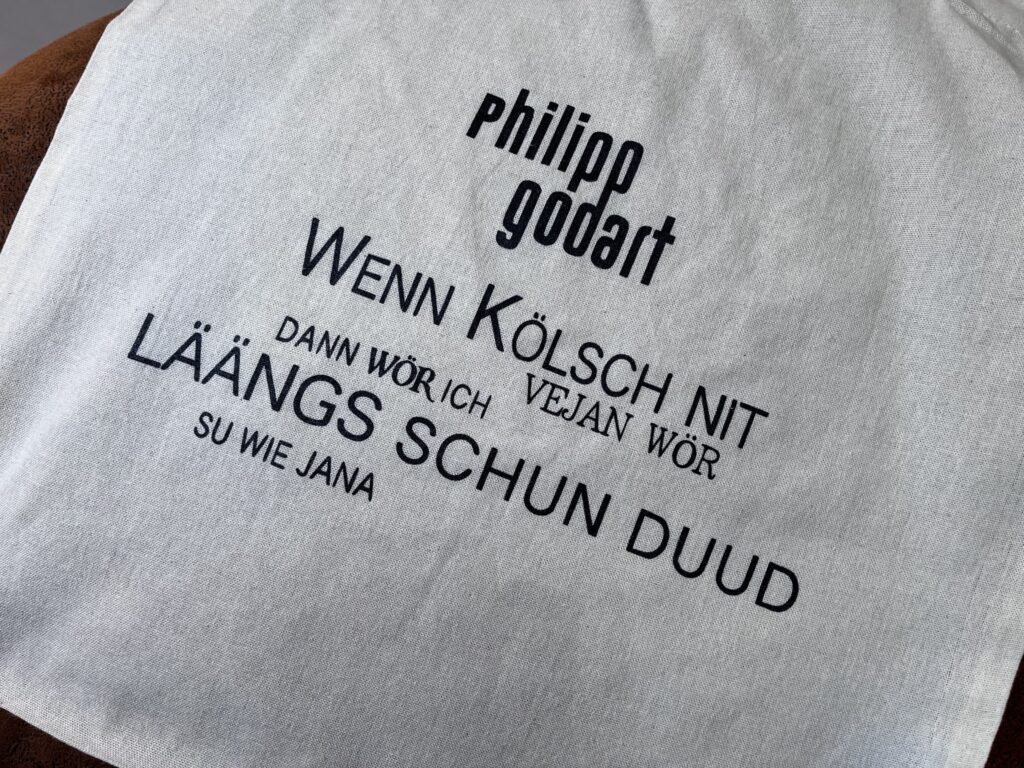 Philipp
godart
WENN KÖLSCH NIT
VEJAN WÖR
DANN WÖR ICH
LÄÄNGS SCHUN DUUD
SU WIE JANA